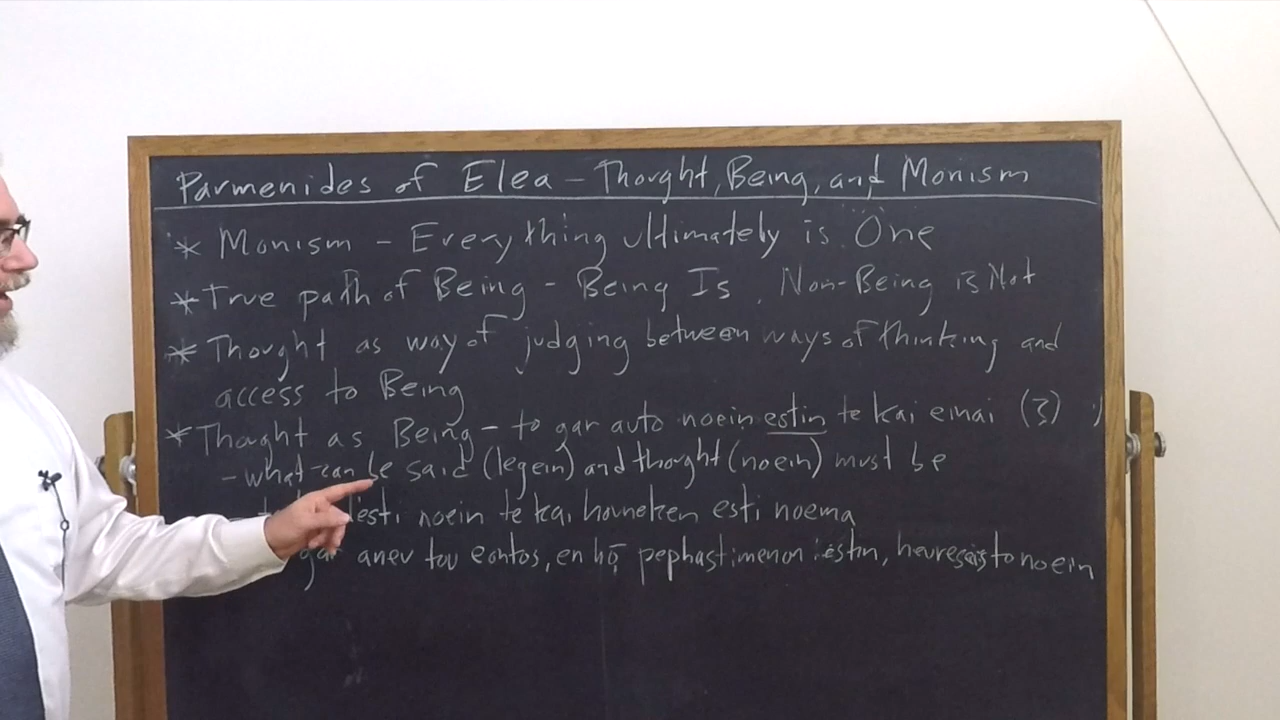 Parmenides of Elea - Thought, Being, and Monism
* Monism - Everything ultimately is One
* True path of Being - Being Is, Non-Being is Not
* Thought as way of judging between ways of thinking and
access to Being
* Thought as Being - to gar auto noein estin te kai einai (3)
- what can be said (legein) and thought (noein) must be
esti noein te kai houneken esti noema
gar aneu tou eontos, en hō pephastimenon estin, heureseis to noein